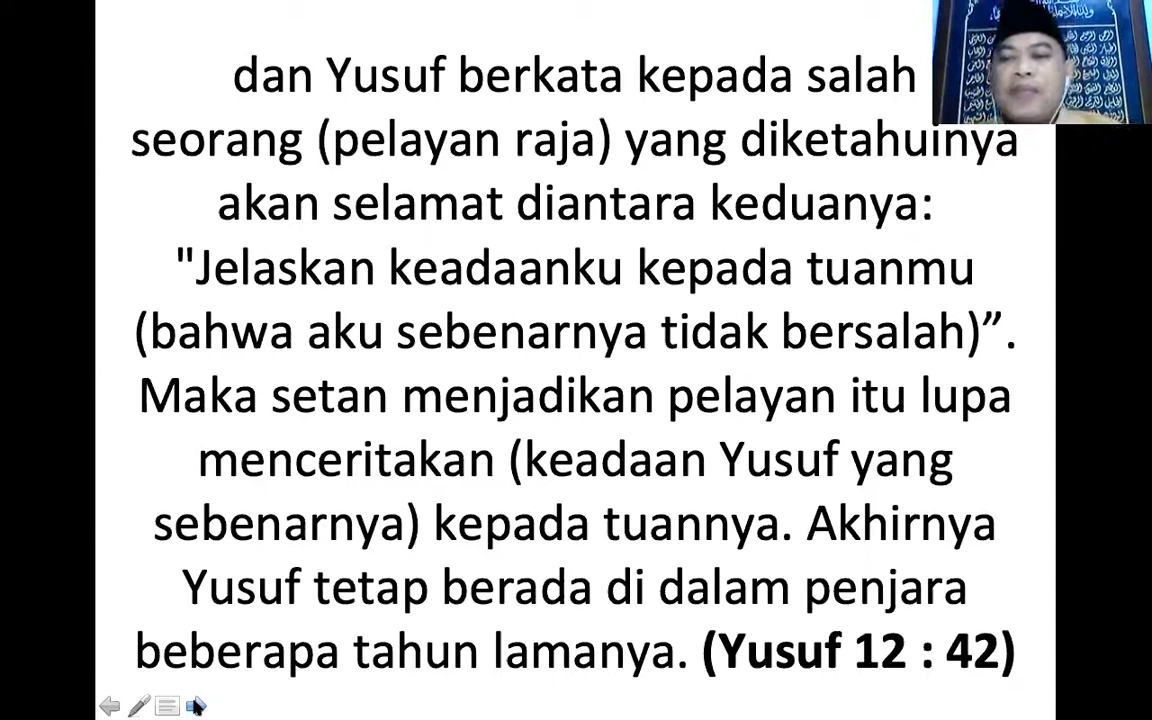 dan Yusuf berkata kepada salah
seorang (pelayan raja) yang diketahuinya
akan selamat diantara keduanya:
"Jelaskan keadaanku kepada tuanmu
(bahwa aku sebenarnya tidak bersalah)”.
Maka setan menjadikan pelayan itu lupa
menceritakan (keadaan Yusuf yang
sebenarnya) kepada tuannya. Akhirnya
Yusuf tetap berada di dalam penjara
beberapa tahun lamanya. (Yusuf 12 : 42)